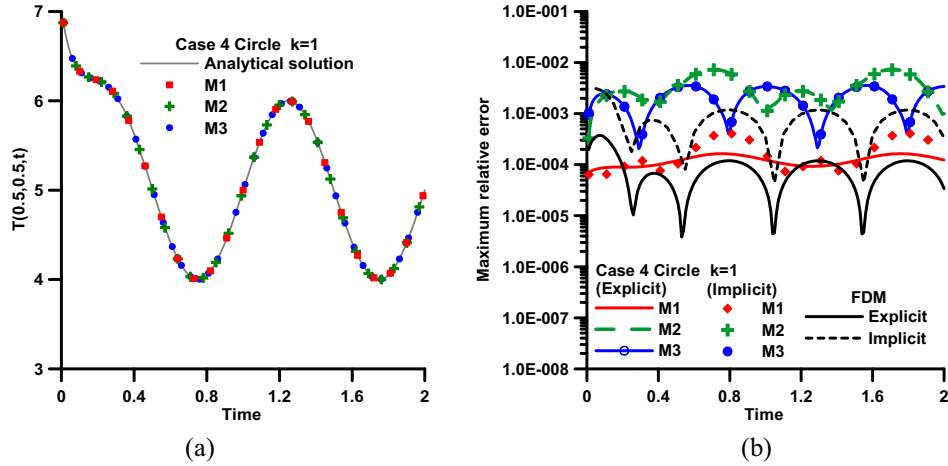 7
6
5
4
3
T(0.5,0.5,t)
Case 4 Circle k=1
Analytical solution
M1
M2
M3
0 0.4 0.8 1.2 1.6 2
Time
(a)
1.0E-001
1.0E-002
1.0E-003
1.0E-004
1.0E-005
1.0E-006
1.0E-007
1.0E-008
Maximum relative error
Case 4 Circle k=1
(Explicit) (Implicit) FDM
M1 M1 Explicit
M2 M2 Implicit
M3 M3
0 0.4 0.8 1.2 1.6 2
Time
(b)